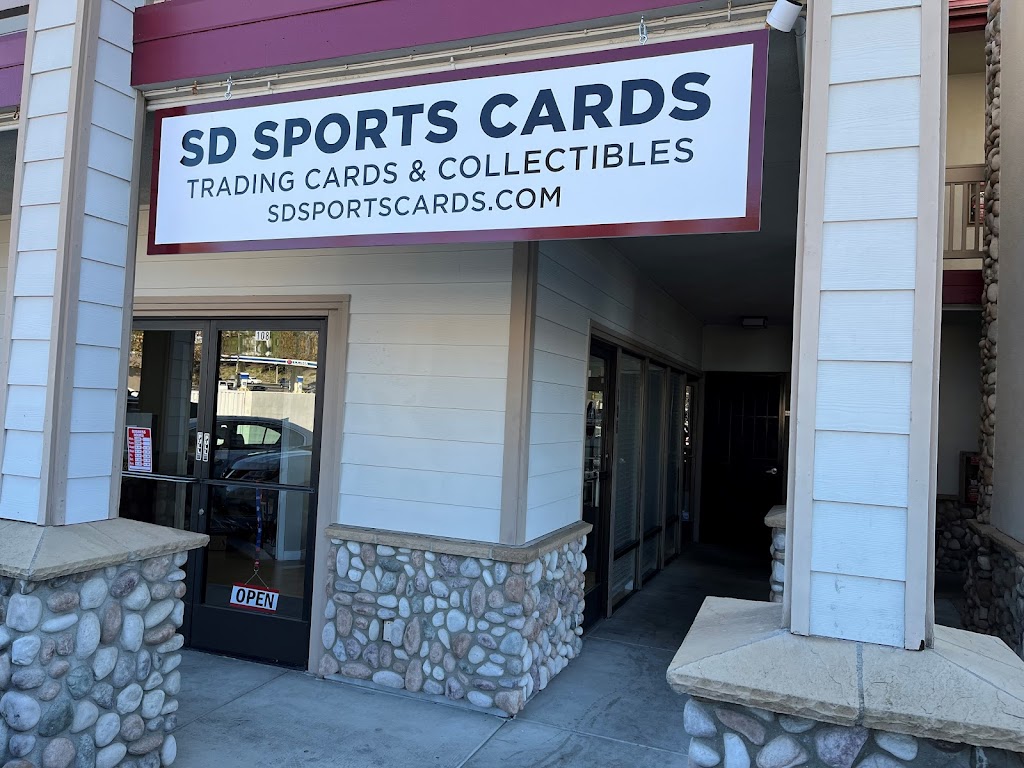 SD SPORTS CARDS
TRADING CARDS & COLLECTIBLES
SDSPORTSCARDS.COM
108
OPEN